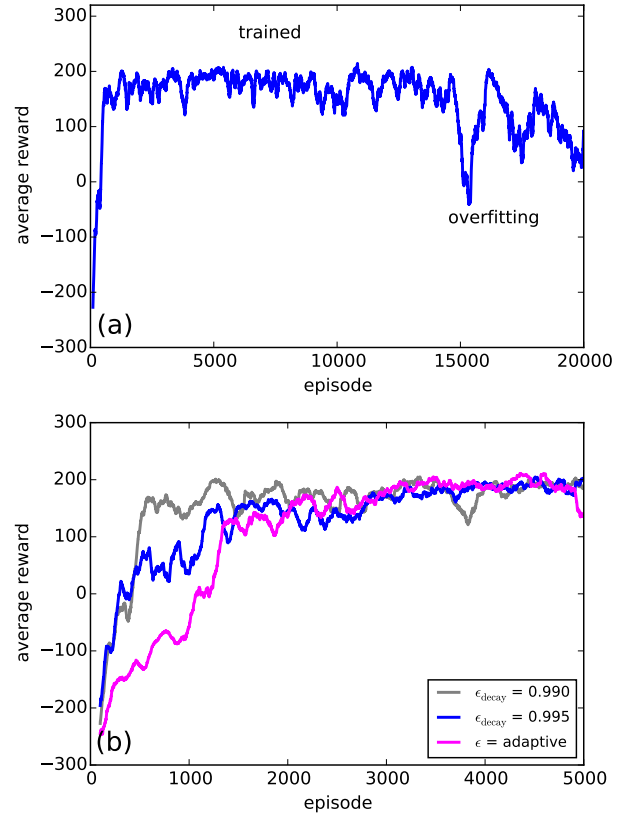 300
200
100
0
−100
−200
−300
average reward
trained
overfitting
(a)
0
5000
10000
15000
20000
episode
300
200
100
0
−100
−200
−300
average reward
(b)
ϵdecay = 0.990
ϵdecay = 0.995
ϵ = adaptive
0
1000
2000
3000
4000
5000
episode